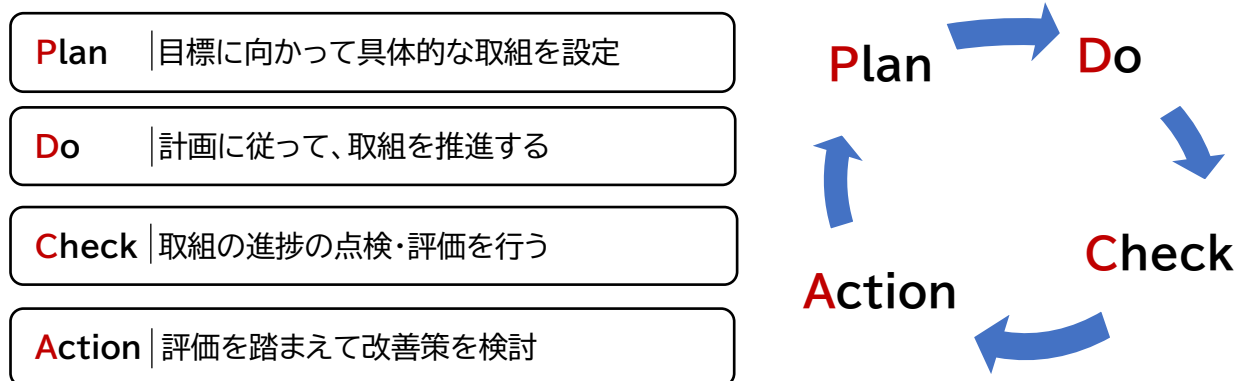 Plan │目標に向かって具体的な取組を設定
Do │計画に従って、取組を推進する
Check│取組の進捗の点検・評価を行う
Action│評価を踏まえて改善策を検討
Plan
Do
Check
Action